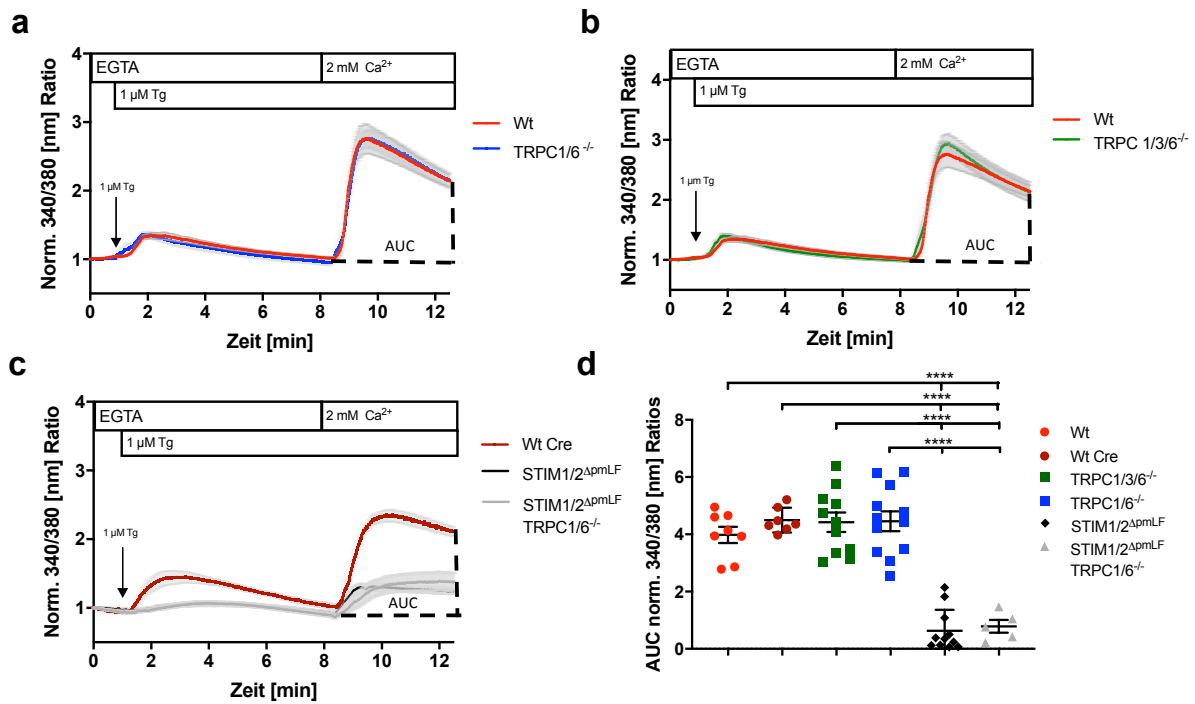 a
4
3
2
1
Norm. 340/380 [nm] Ratio
EGTA
2 mM Ca²⁺
1 µM Tg
1 µM Tg
AUC
0 2 4 6 8 10 12
Zeit [min]
Wt
TRPC1/6 -/-
b
4
3
2
1
Norm. 340/380 [nm] Ratio
EGTA
2 mM Ca²⁺
1 µM Tg
1 µm Tg
AUC
0 2 4 6 8 10 12
Zeit [min]
Wt
TRPC 1/3/6-/-
c
4
3
2
1
Norm. 340/380 [nm] Ratio
EGTA
2 mM Ca²⁺
1 µM Tg
1 µM Tg
AUC
0 2 4 6 8 10 12
Zeit [min]
Wt Cre
STIM1/2ΔpmLF
STIM1/2ΔpmLF
TRPC1/6-/-
d
****
****
****
****
8
6
4
2
0
AUC norm. 340/380 [nm] Ratios
Wt
Wt Cre
TRPC1/3/6-/-
TRPC1/6-/-
STIM1/2ΔpmLF
STIM1/2ΔpmLF
TRPC1/6-/-